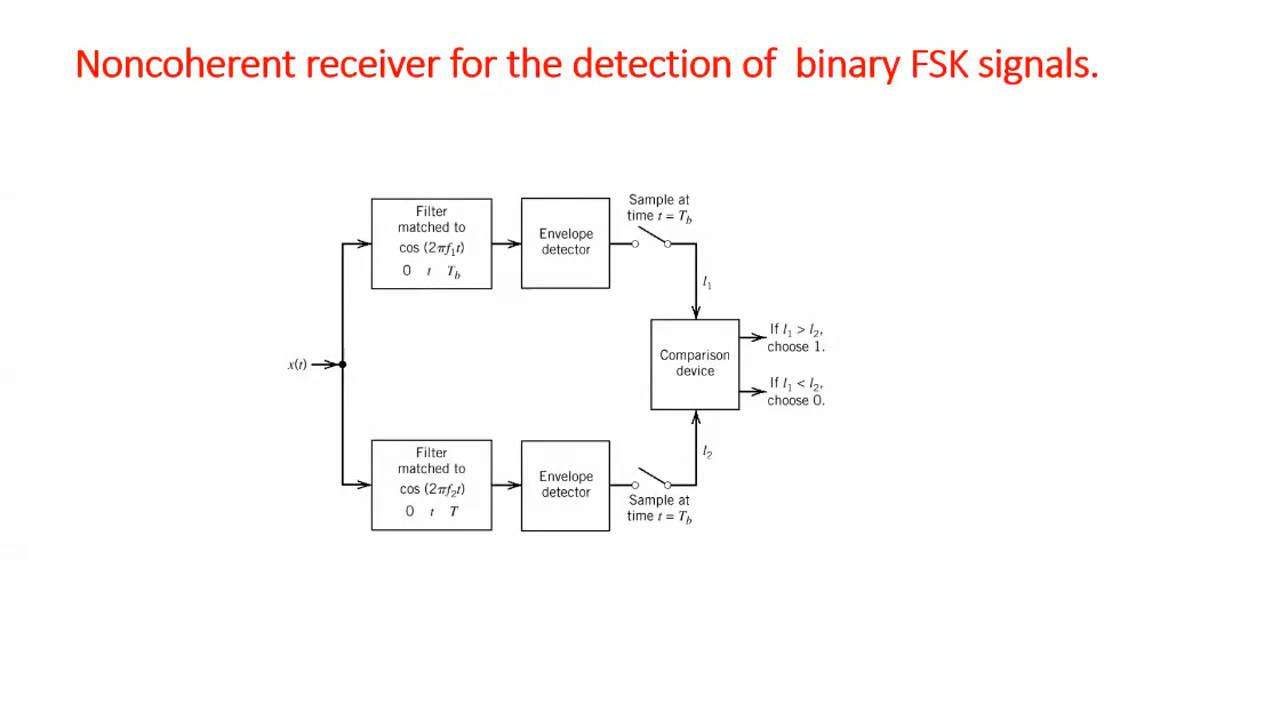 Noncoherent receiver for the detection of binary FSK signals.
Filter
matched to
cos (2πf₁t)
0 t T_b
Envelope
detector
Sample at
time t = T_b
l₁
x(t)
Comparison
device
If l₁ > l₂,
choose 1.
If l₁ < l₂,
choose 0.
Filter
matched to
cos (2πf₂t)
0 t T
Envelope
detector
l₂
Sample at
time t = T_b